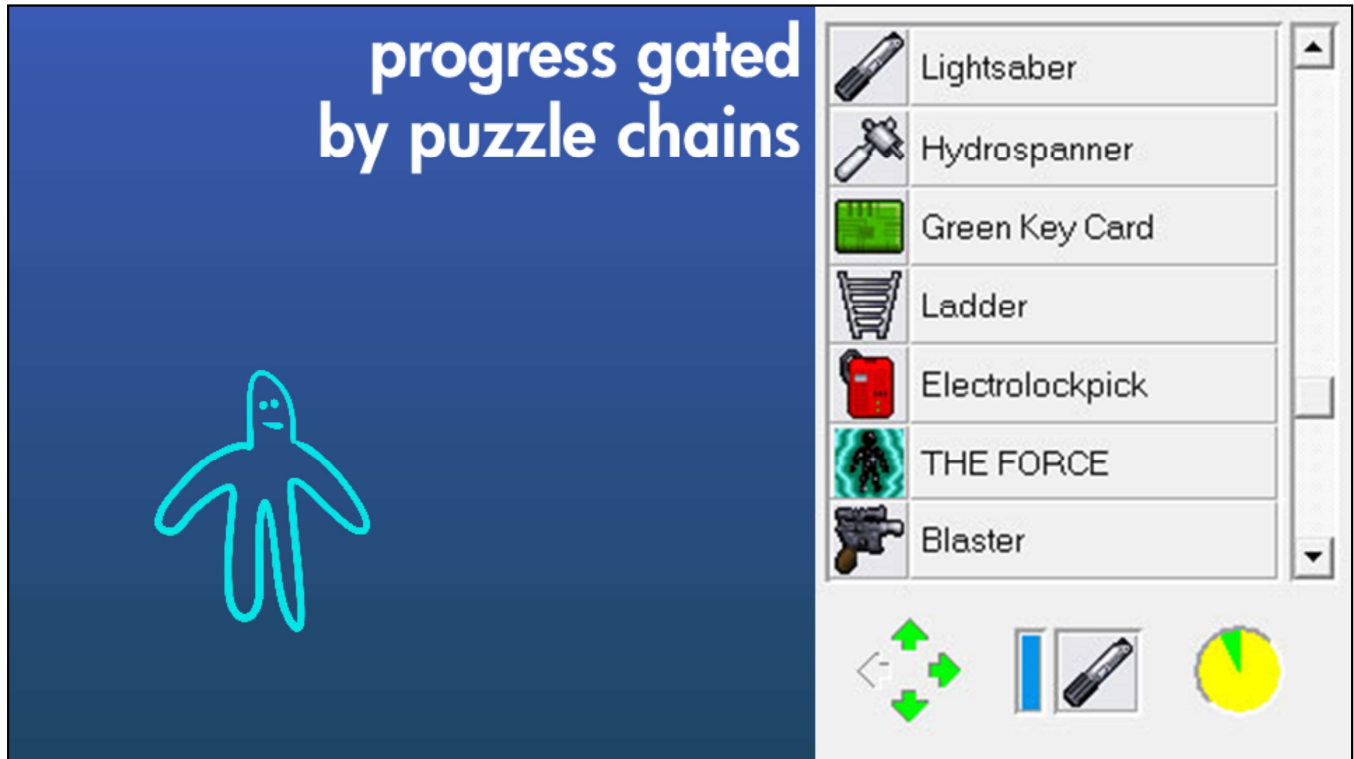 progress gated
by puzzle chains
Lightsaber
Hydrospanner
Green Key Card
Ladder
Electrolockpick
THE FORCE
Blaster